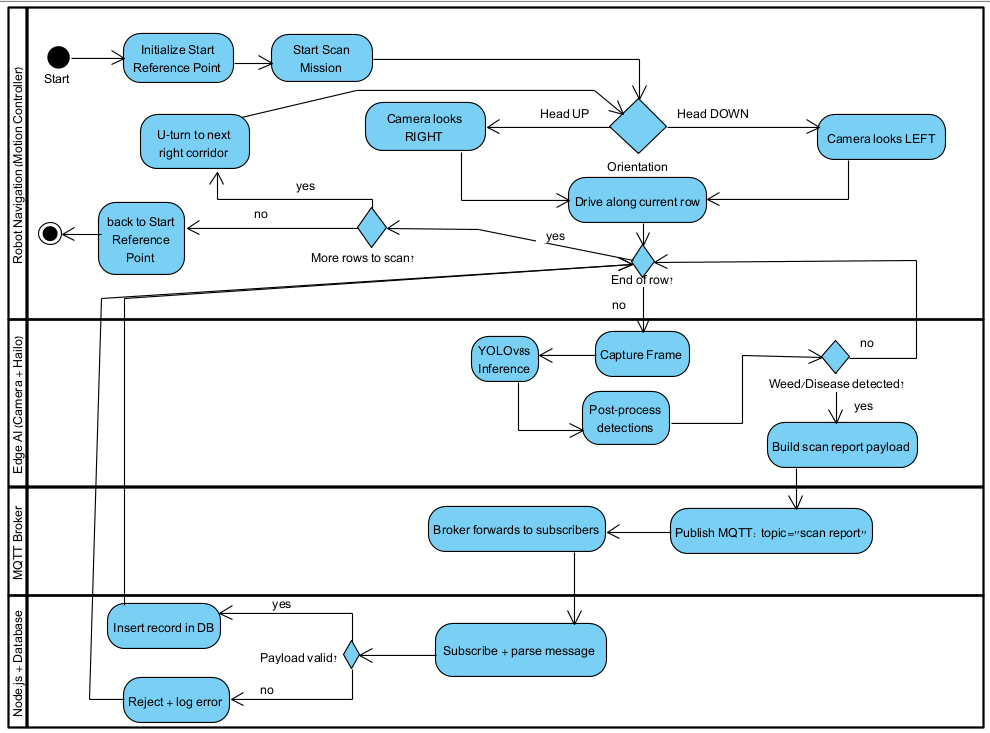 Robot Navigation (Motion Controller)
Start
Initialize Start
Reference Point
Start Scan
Mission
U-turn to next
right corridor
Camera looks
RIGHT
Head UP
Head DOWN
Camera looks LEFT
Orientation
Drive along current row
yes
no
back to Start
Reference
Point
More rows to scan?
yes
End of row?
no
Edge AI (Camera + Hailo)
YOLOv8s
Inference
Capture Frame
Post-process
detections
no
Weed/Disease detected?
yes
Build scan report payload
MQTT Broker
Broker forwards to subscribers
Publish MQTT: topic="scan report"
Node.js + Database
Insert record in DB
yes
Payload valid?
Subscribe + parse message
Reject + log error
no